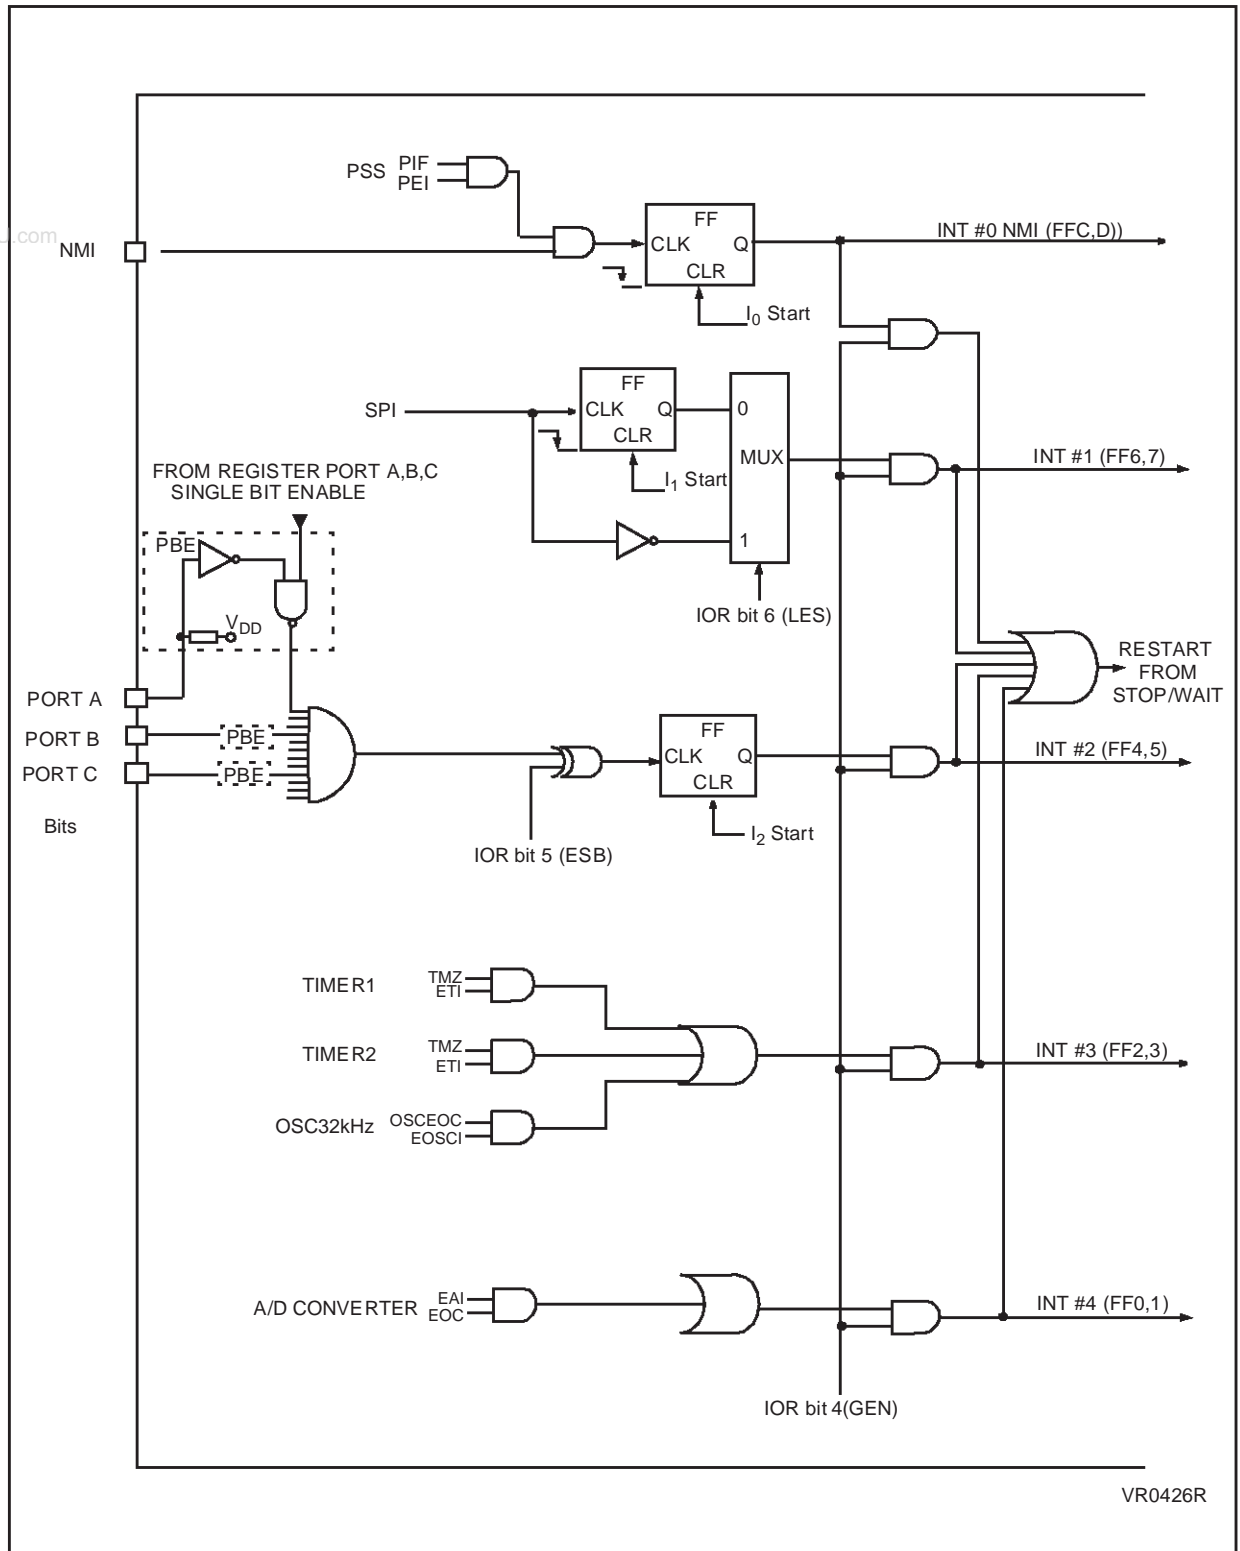 PSS PIF
PEI
J.com
NMI
FF
CLK Q
CLR
I0 Start
INT #0 NMI (FFC,D))
SPI
FF
CLK Q
CLR
I1 Start
0
MUX
1
IOR bit 6 (LES)
INT #1 (FF6,7)
FROM REGISTER PORT A,B,C
SINGLE BIT ENABLE
PBE
VDD
PORT A
PORT B PBE
PORT C PBE
Bits
IOR bit 5 (ESB)
FF
CLK Q
CLR
I2 Start
RESTART
FROM
STOP/WAIT
INT #2 (FF4,5)
TIMER1 TMZ
ETI
TIMER2 TMZ
ETI
OSC32kHz OSCEOC
EOSCI
INT #3 (FF2,3)
A/D CONVERTER EAI
EOC
INT #4 (FF0,1)
IOR bit 4(GEN)
VR0426R